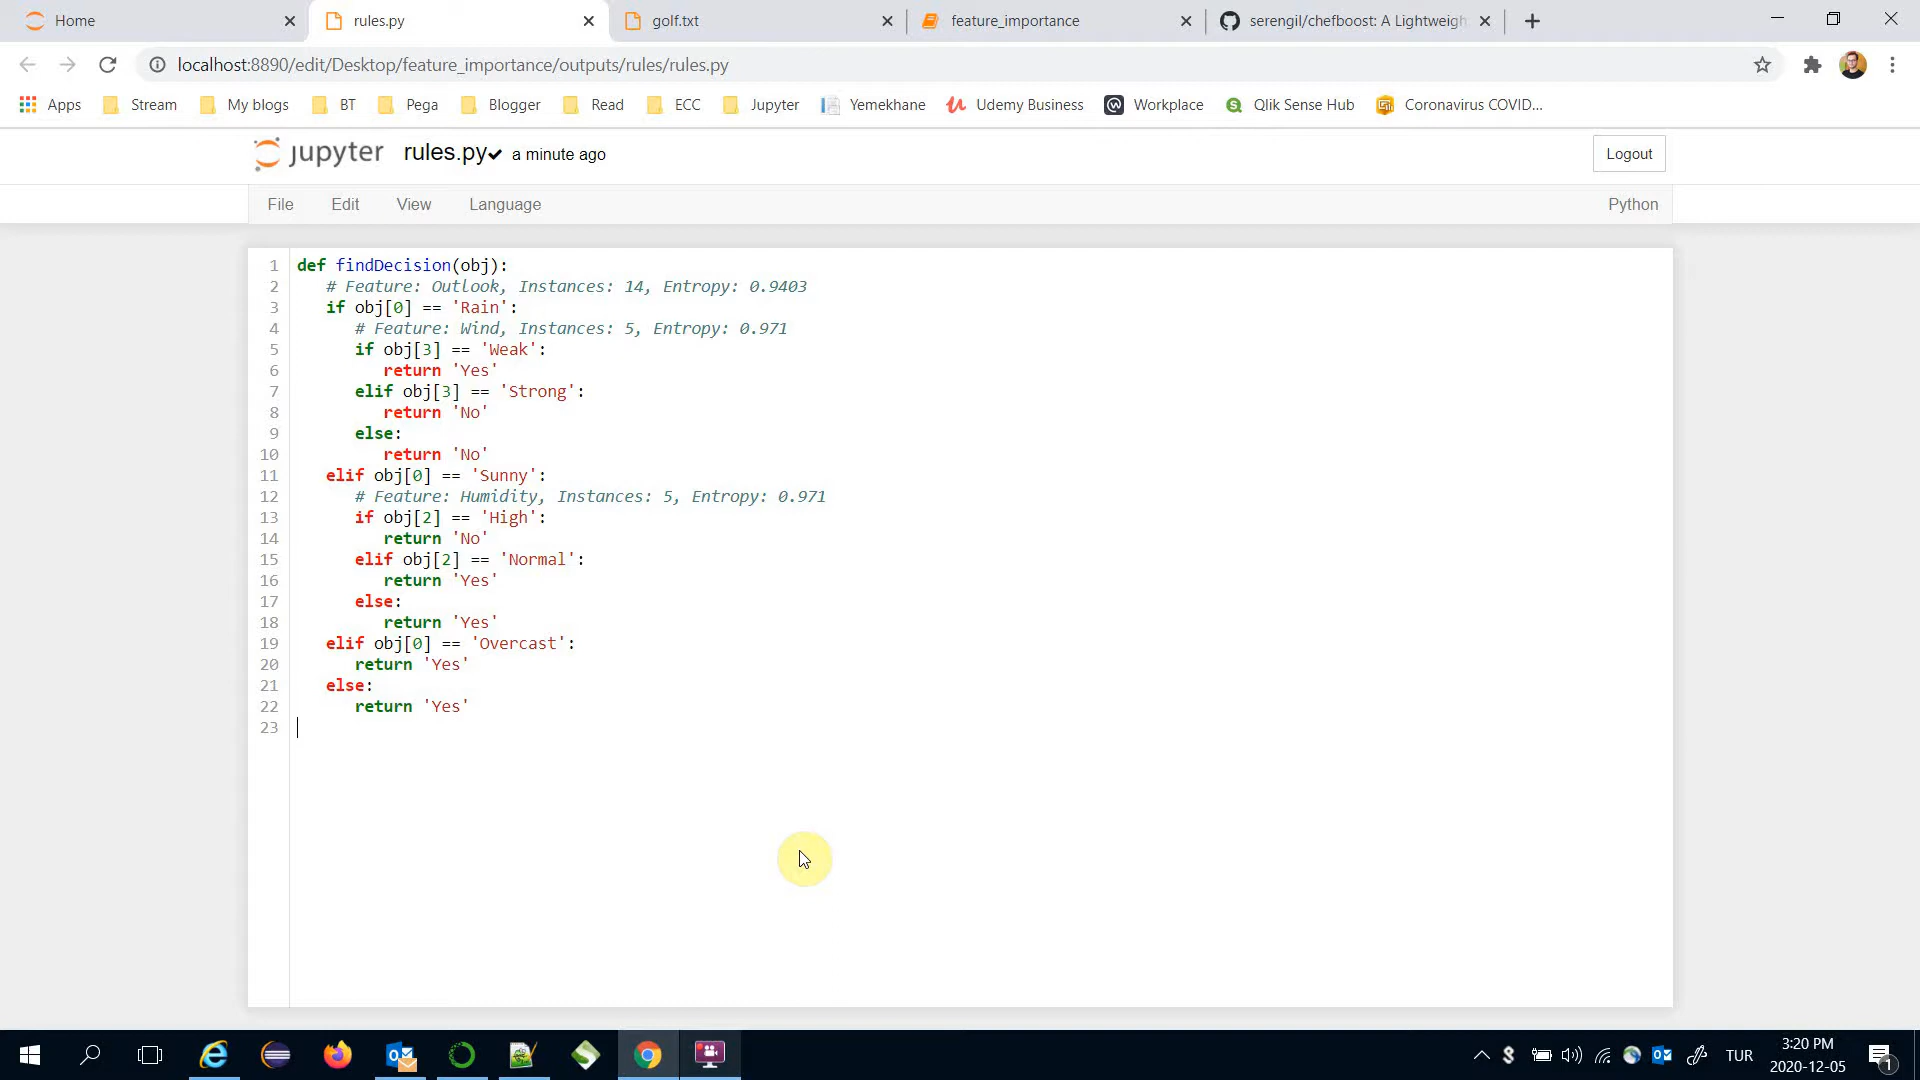 Home
rules.py
golf.txt
feature_importance
serengil/chefboost: A Lightweigh
localhost:8890/edit/Desktop/feature_importance/outputs/rules/rules.py
Apps Stream My blogs BT Pega Blogger Read ECC Jupyter Yemekhane Udemy Business Workplace Qlik Sense Hub Coronavirus COVID...
jupyter rules.py a minute ago Logout
File Edit View Language Python
1 def findDecision(obj):
2 # Feature: Outlook, Instances: 14, Entropy: 0.9403
3 if obj[0] == 'Rain':
4 # Feature: Wind, Instances: 5, Entropy: 0.971
5 if obj[3] == 'Weak':
6 return 'Yes'
7 elif obj[3] == 'Strong':
8 return 'No'
9 else:
10 return 'No'
11 elif obj[0] == 'Sunny':
12 # Feature: Humidity, Instances: 5, Entropy: 0.971
13 if obj[2] == 'High':
14 return 'No'
15 elif obj[2] == 'Normal':
16 return 'Yes'
17 else:
18 return 'Yes'
19 elif obj[0] == 'Overcast':
20 return 'Yes'
21 else:
22 return 'Yes'
23
TUR
3:20 PM
2020-12-05
1